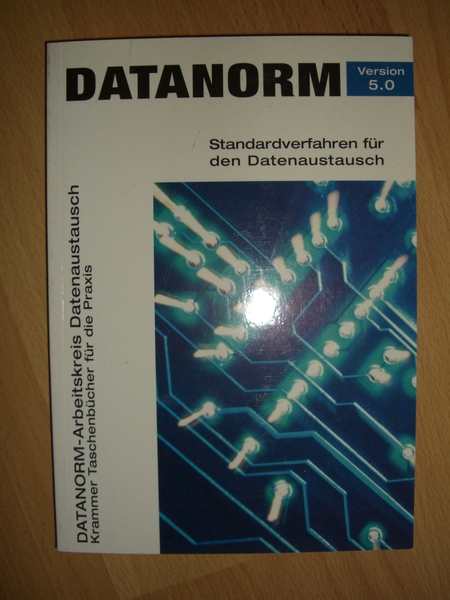 DATANORM
Version
5.0
Standardverfahren für
den Datenaustausch
DATANORM-Arbeitskreis Datenaustausch
Krammer Taschenbücher für die Praxis